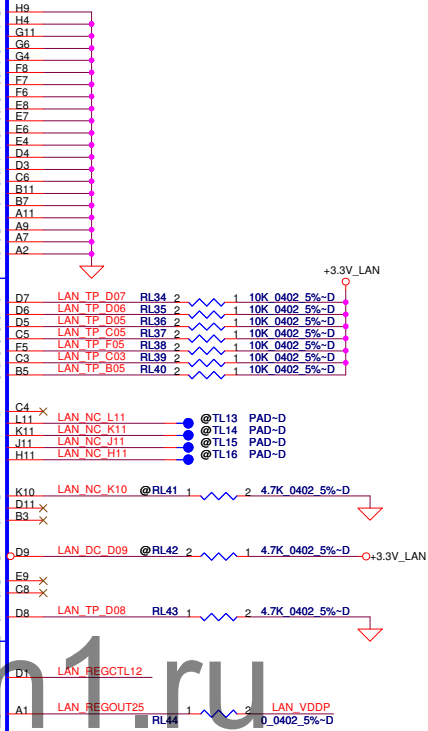 H9
H4
G11
G6
G4
F8
F7
F6
E8
E7
E6
E4
D4
D3
C6
B11
B7
A11
A9
A7
A2
+3.3V_LAN
D7 LAN_TP_D07 RL34 2 1 10K_0402_5%~D
D6 LAN_TP_D06 RL35 2 1 10K_0402_5%~D
D5 LAN_TP_D05 RL36 2 1 10K_0402_5%~D
C5 LAN_TP_C05 RL37 2 1 10K_0402_5%~D
F5 LAN_TP_F05 RL38 2 1 10K_0402_5%~D
C3 LAN_TP_C03 RL39 2 1 10K_0402_5%~D
B5 LAN_TP_B05 RL40 2 1 10K_0402_5%~D
C4
L11 LAN_NC_L11 @TL13 PAD~D
K11 LAN_NC_K11 @TL14 PAD~D
J11 LAN_NC_J11 @TL15 PAD~D
H11 LAN_NC_H11 @TL16 PAD~D
K10 LAN_NC_K10 @RL41 1 2 4.7K_0402_5%~D
D11
B3
D9 LAN_DC_D09 @RL42 2 1 4.7K_0402_5%~D +3.3V_LAN
E9
C8
D8 LAN_TP_D08 RL43 1 2 4.7K_0402_5%~D
D1 LAN_REGCTL12
A1 LAN_REGOUT25 1 2 LAN_VDDP
RL44 0_0402_5%~D
m1.ru